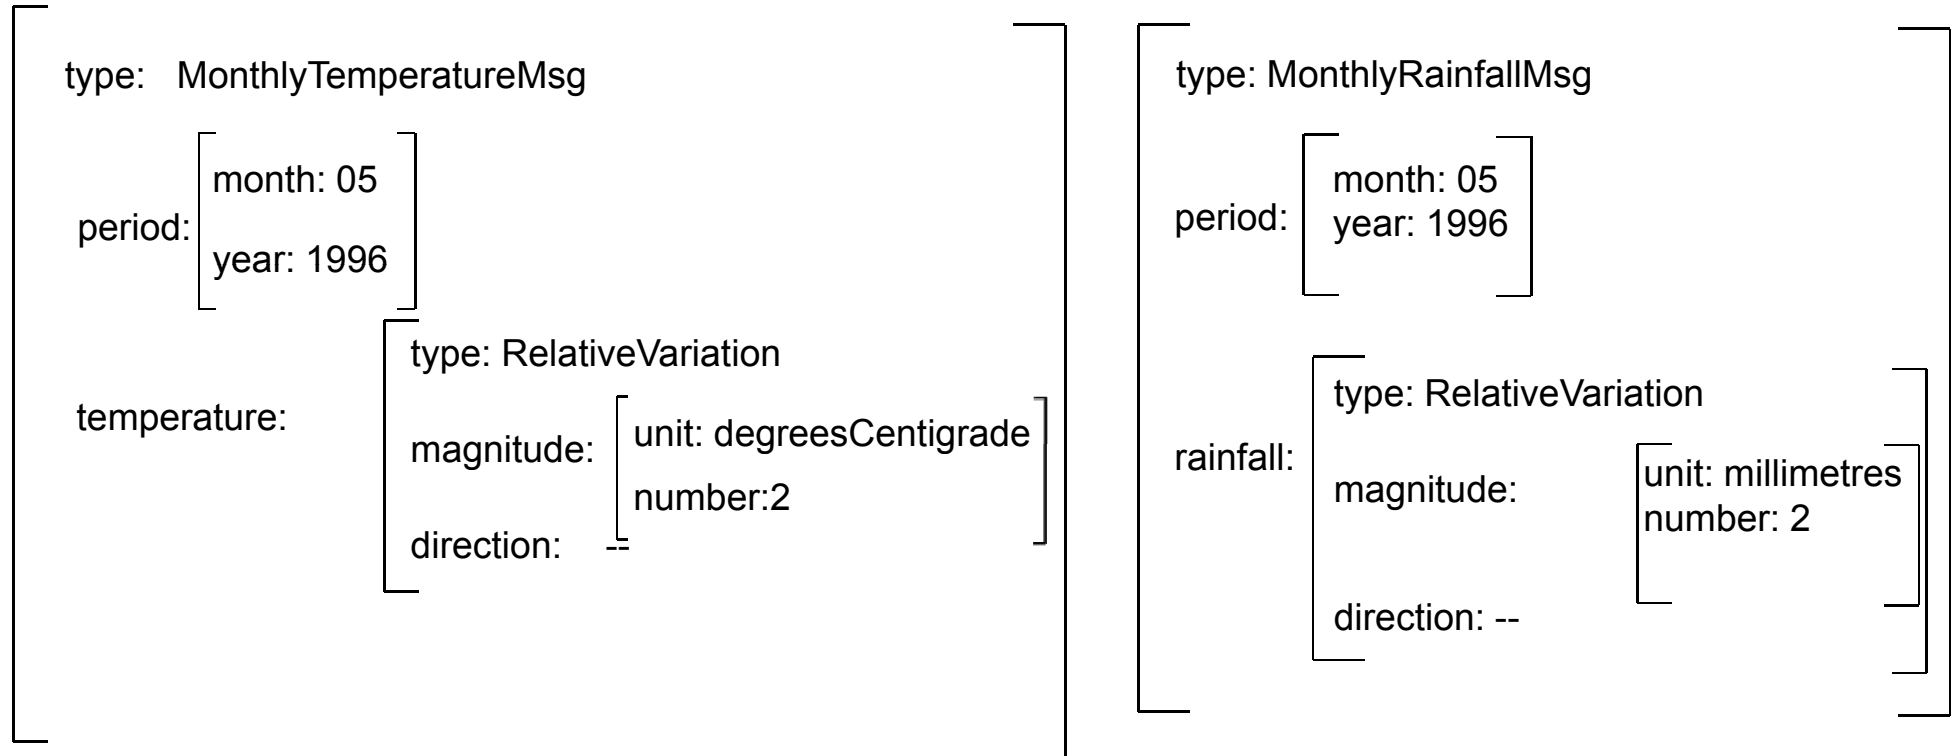 type: MonthlyTemperatureMsg
period:
month: 05
year: 1996
temperature:
type: RelativeVariation
magnitude:
unit: degreesCentigrade
number:2
direction: --
type: MonthlyRainfallMsg
period:
month: 05
year: 1996
rainfall:
type: RelativeVariation
magnitude:
unit: millimetres
number: 2
direction: --